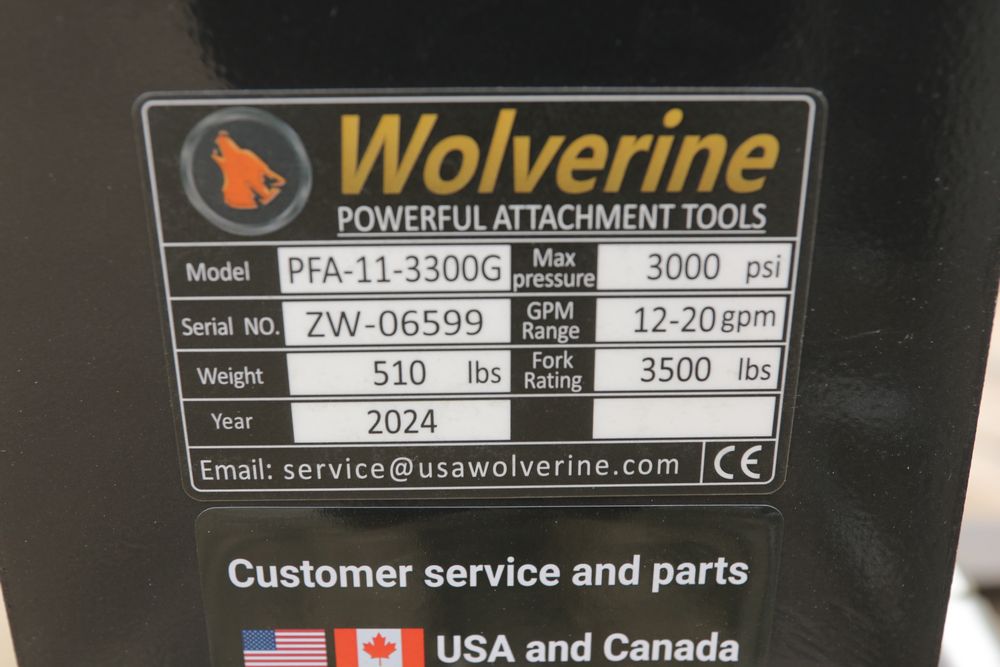 Wolverine
POWERFUL ATTACHMENT TOOLS
Model PFA-11-3300G Max pressure 3000 psi
Serial NO. ZW-06599 GPM Range 12-20 gpm
Weight 510 lbs Fork Rating 3500 lbs
Year 2024
Email: service@usawolverine.com CE
Customer service and parts
USA and Canada